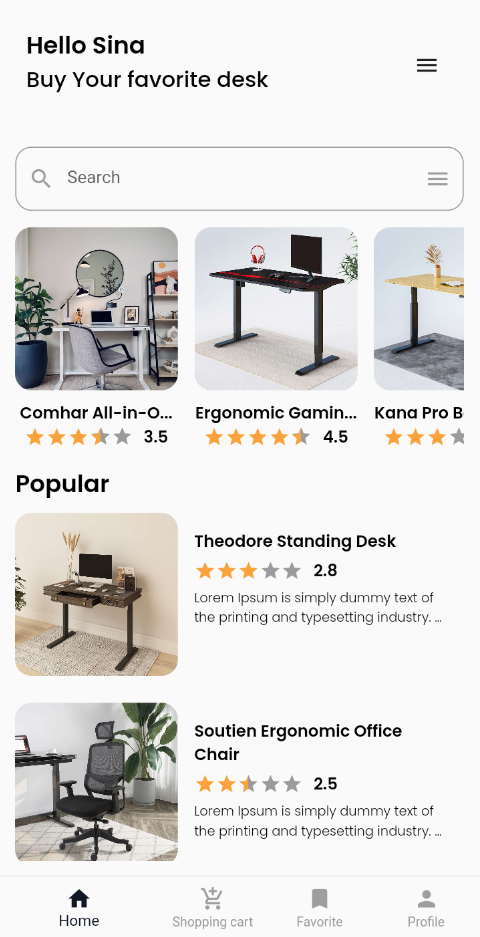 Hello Sina
Buy Your favorite desk
Search
Comhar All-in-O...
Ergonomic Gamin...
Kana Pro B
3.5
4.5
Popular
Theodore Standing Desk
2.8
Lorem Ipsum is simply dummy text of
the printing and typesetting industry. ...
Soutien Ergonomic Office
Chair
2.5
Lorem Ipsum is simply dummy text of
the printing and typesetting industry. ...
Home
Shopping cart
Favorite
Profile